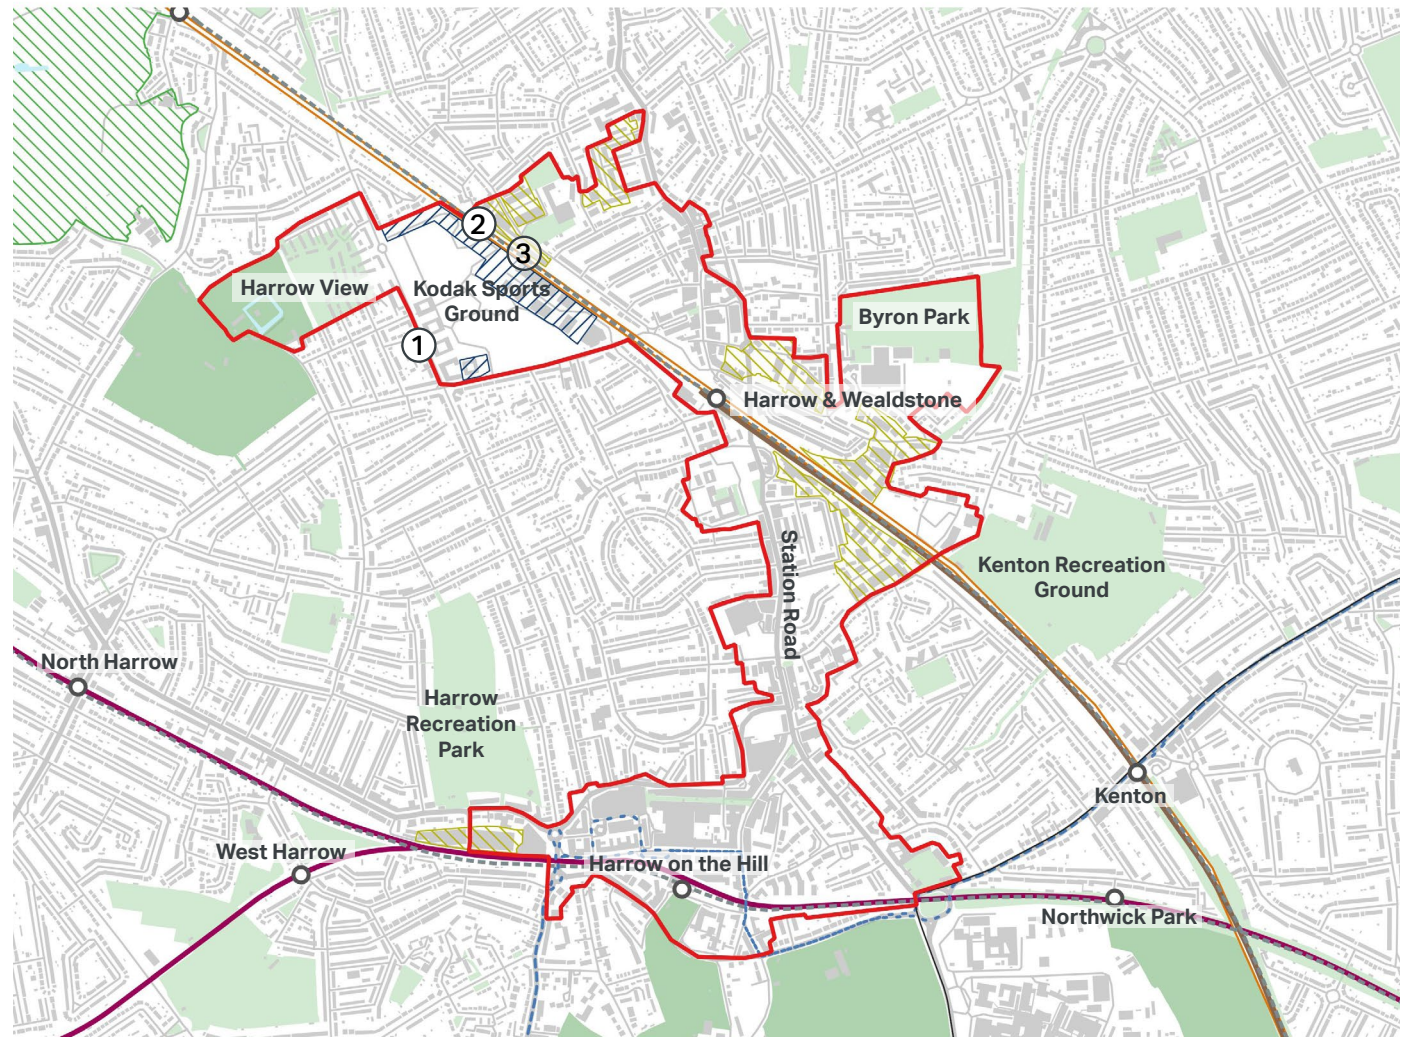 2
3
Harrow View
Kodak Sports
Ground
1
Byron Park
Harrow & Wealdstone
Station Road
Kenton Recreation
Ground
North Harrow
Harrow
Recreation
Park
Kenton
West Harrow
Harrow on the Hill
Northwick Park